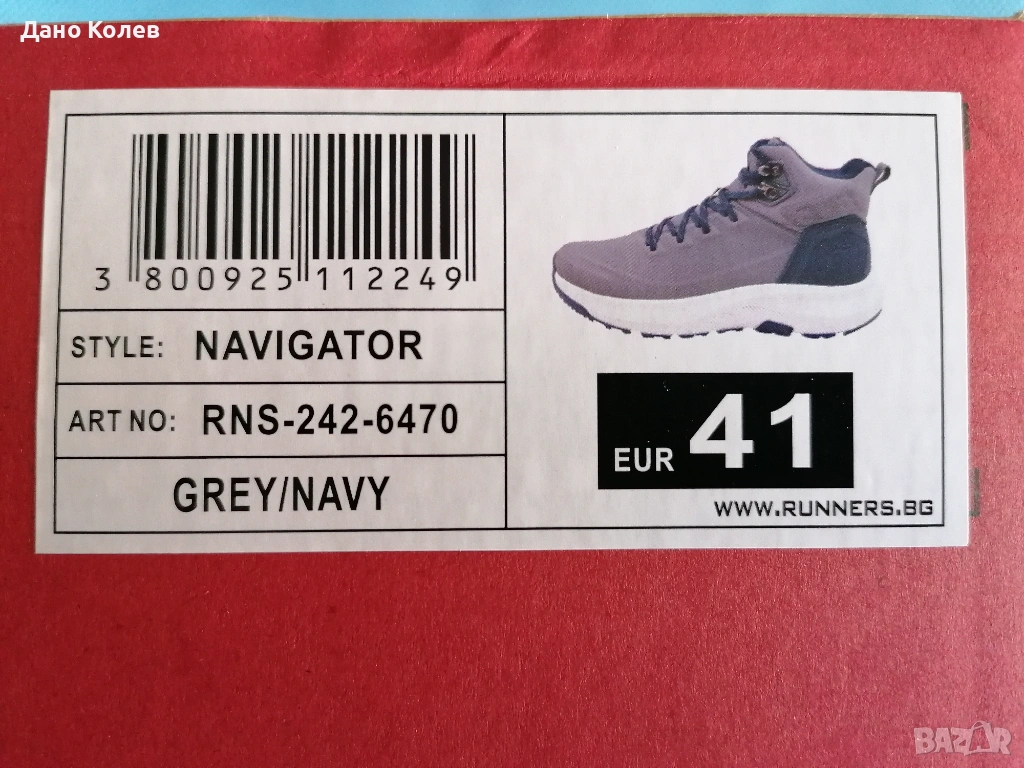 Дано Колев
3 800925 112249
STYLE: NAVIGATOR
ART NO: RNS-242-6470
GREY/NAVY
EUR 41
WWW.RUNNERS.BG
BAZAR